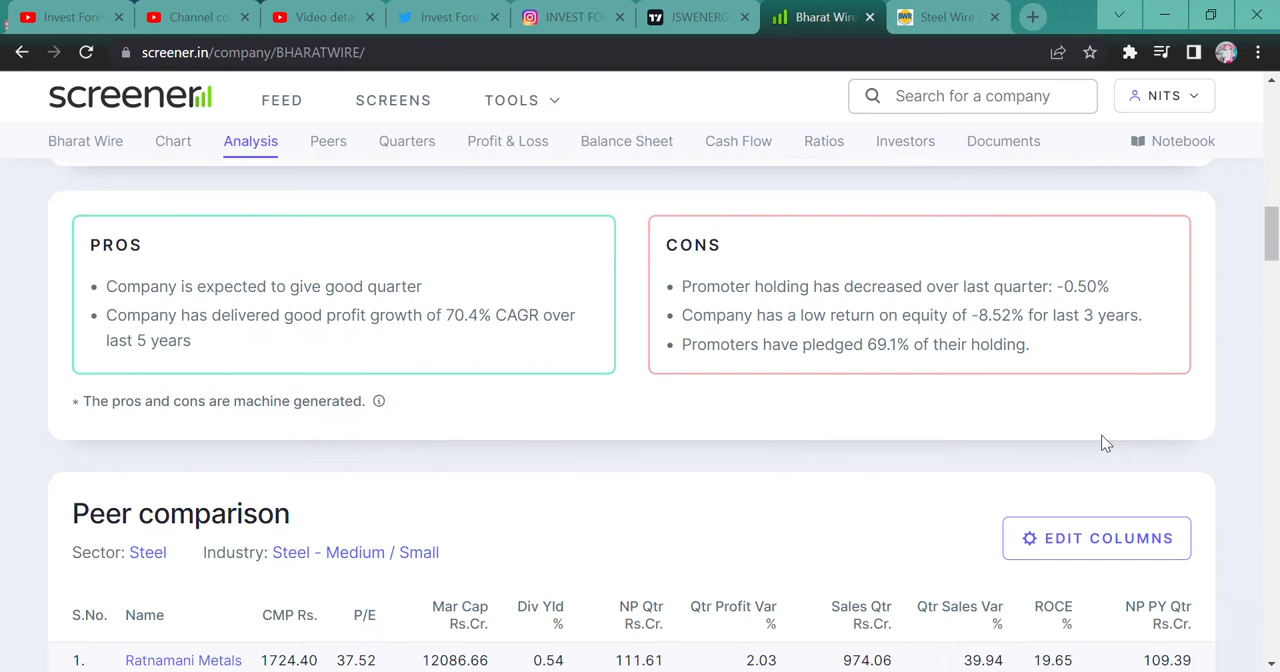 Invest Fore
Channel co
Video deta
Invest Fore
INVEST FO
JSWENERG
Bharat Wire
Steel Wire
screener.in/company/BHARATWIRE/
screener
FEED
SCREENS
TOOLS
Search for a company
NITS
Bharat Wire
Chart
Analysis
Peers
Quarters
Profit & Loss
Balance Sheet
Cash Flow
Ratios
Investors
Documents
Notebook
PROS
• Company is expected to give good quarter
• Company has delivered good profit growth of 70.4% CAGR over
last 5 years
CONS
• Promoter holding has decreased over last quarter: -0.50%
• Company has a low return on equity of -8.52% for last 3 years.
• Promoters have pledged 69.1% of their holding.
* The pros and cons are machine generated.
Peer comparison
Sector: Steel Industry: Steel - Medium / Small
EDIT COLUMNS
S.No. Name CMP Rs. P/E Mar Cap Rs.Cr. Div Yld % NP Qtr Rs.Cr. Qtr Profit Var % Sales Qtr Rs.Cr. Qtr Sales Var % ROCE % NP PY Qtr Rs.Cr.
1. Ratnamani Metals 1724.40 37.52 12086.66 0.54 111.61 2.03 974.06 39.94 19.65 109.39